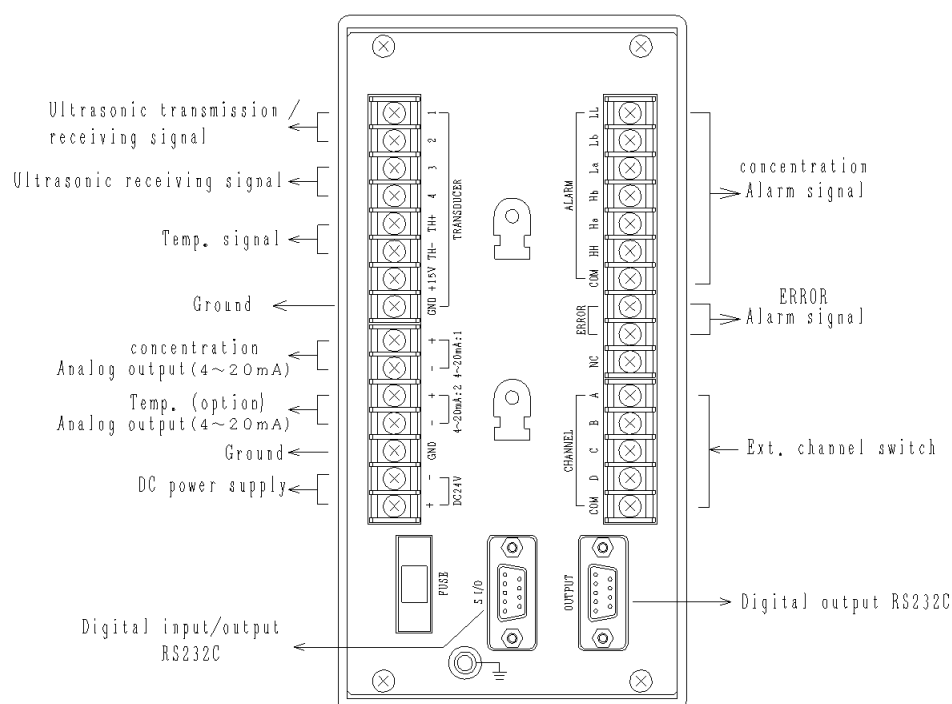 Ultrasonic transmission /
receiving signal
Ultrasonic receiving signal
Temp. signal
Ground
concentration
Analog output(4~20mA)
Temp. (option)
Analog output(4~20mA)
Ground
DC power supply
Digital input/output
RS232C
1
2
3
4
TH+
TH-
+15V
GND
TRANSDUCER
+
-
4~20mA:1
+
-
4~20mA:2
GND
-
+
DC24V
FUSE
S I/O
OUTPUT
ALARM
LL
Lb
La
Hb
Ha
HH
COM
ERROR
NC
CHANNEL
A
B
C
D
COM
concentration
Alarm signal
ERROR
Alarm signal
Ext. channel switch
Digital output RS232C